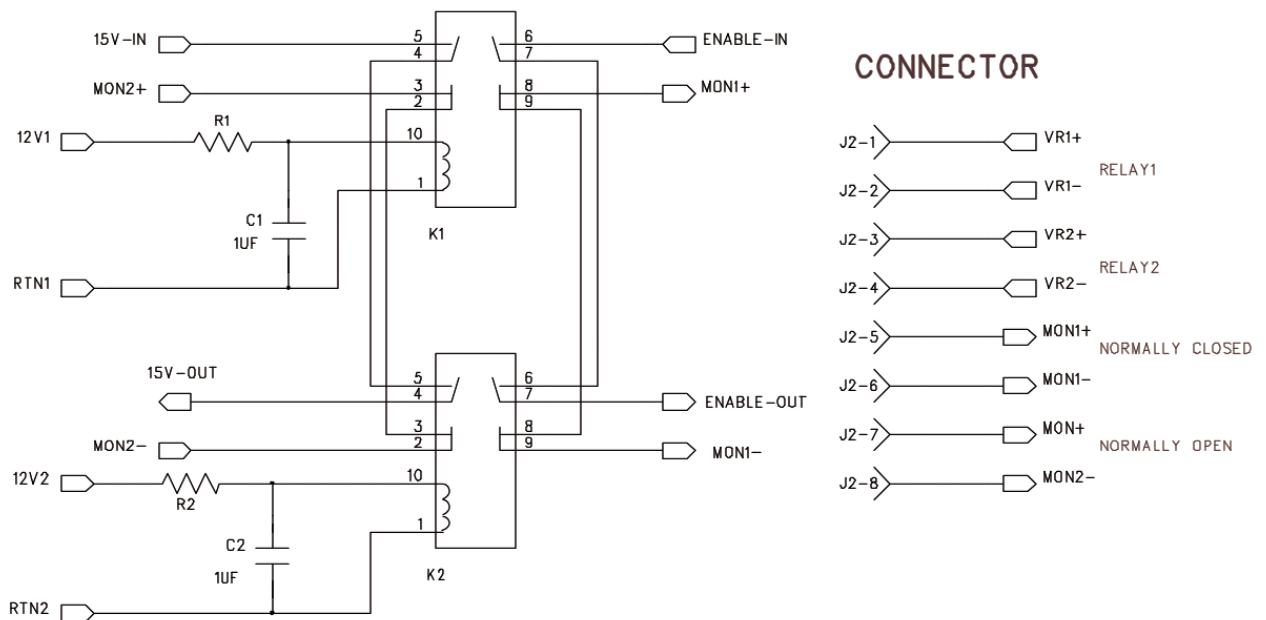 15V-IN
5
4
6
7
ENABLE-IN
MON2+
3
2
8
9
MON1+
12V1
R1
10
1
C1
1UF
K1
RTN1
15V-OUT
5
4
6
7
ENABLE-OUT
MON2-
3
2
8
9
MON1-
12V2
R2
10
1
C2
1UF
K2
RTN2
CONNECTOR
J2-1 VR1+
RELAY1
J2-2 VR1-
J2-3 VR2+
RELAY2
J2-4 VR2-
J2-5 MON1+
NORMALLY CLOSED
J2-6 MON1-
J2-7 MON+
NORMALLY OPEN
J2-8 MON2-